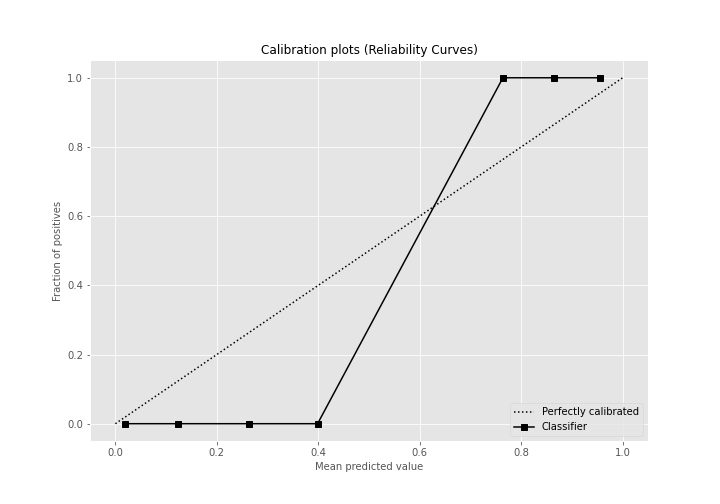 Calibration plots (Reliability Curves)
1.0
0.8
0.6
0.4
0.2
0.0
Fraction of positives
0.0 0.2 0.4 0.6 0.8 1.0
Mean predicted value
Perfectly calibrated
Classifier